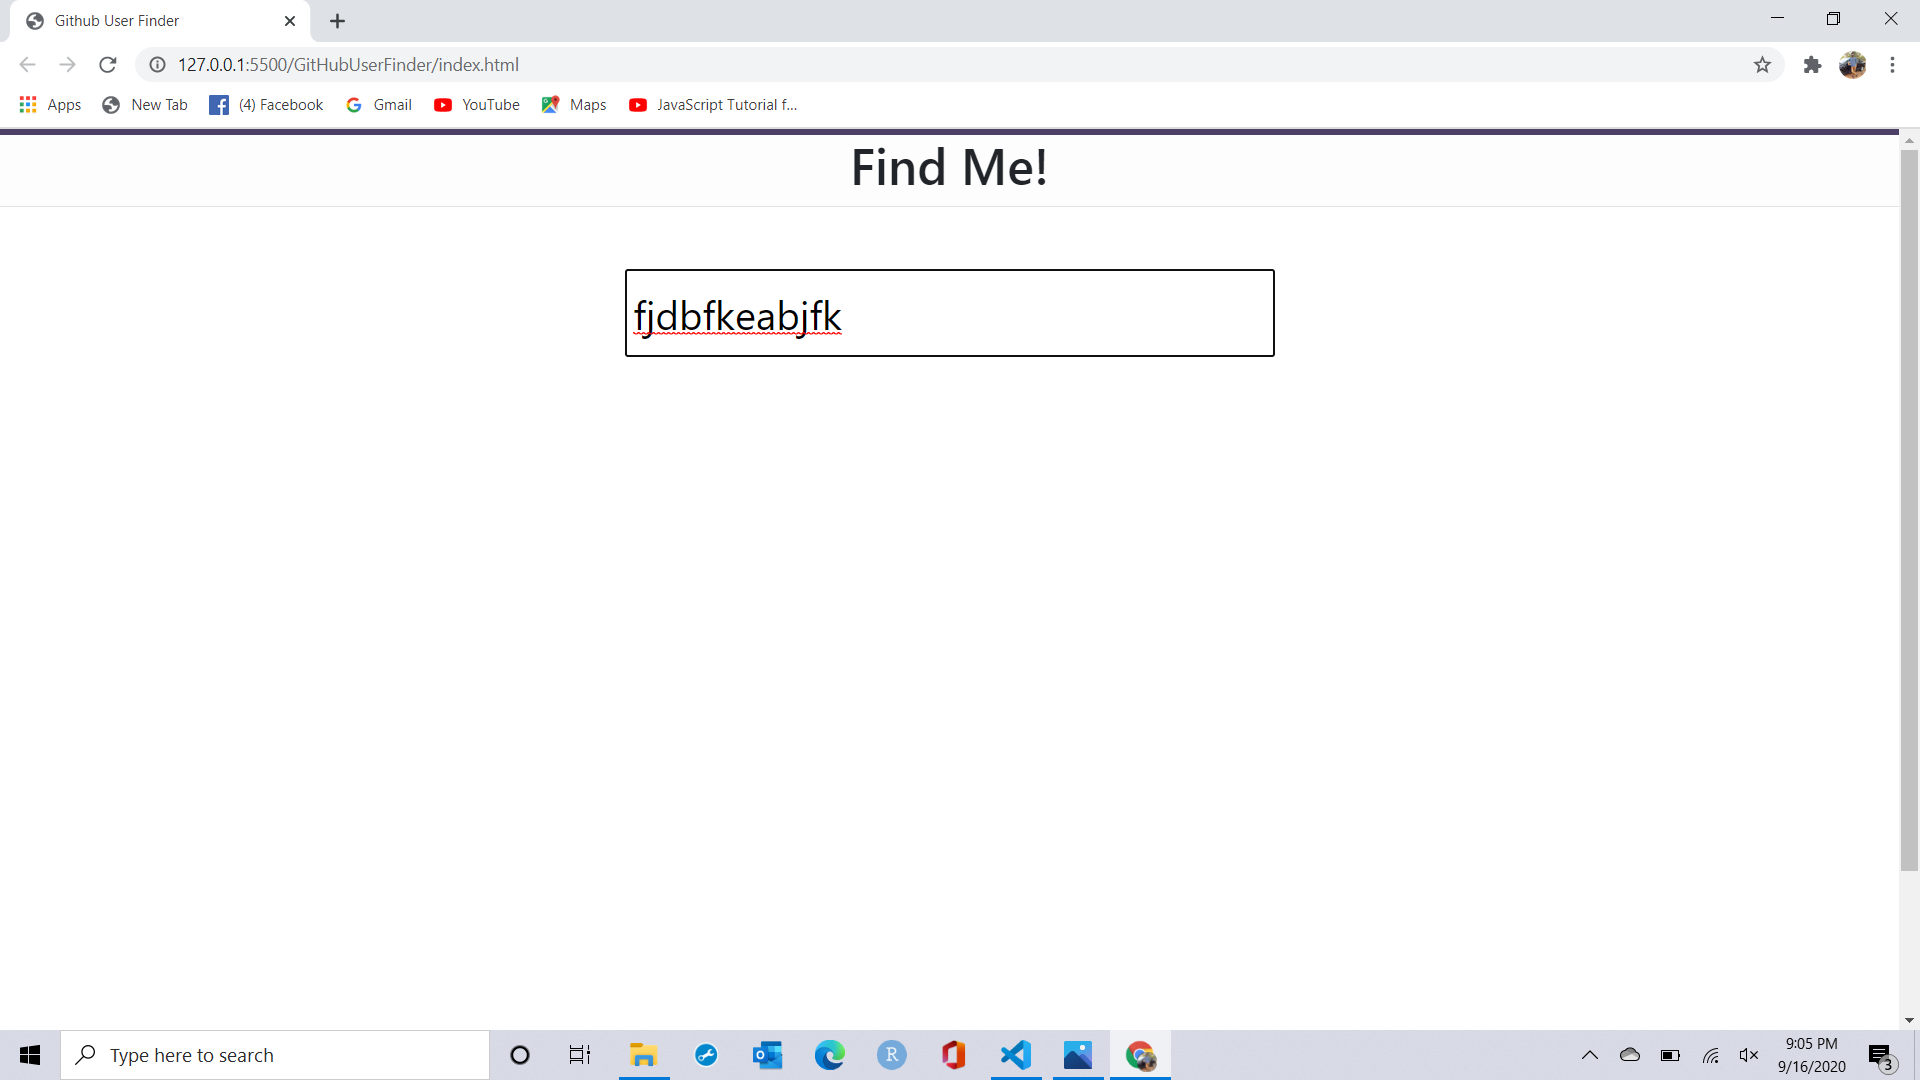 Github User Finder
127.0.0.1:5500/GitHubUserFinder/index.html
Apps New Tab (4) Facebook Gmail YouTube Maps JavaScript Tutorial f...
Find Me!
fjdbfkeabjfk
Type here to search
R
9:05 PM
9/16/2020
3